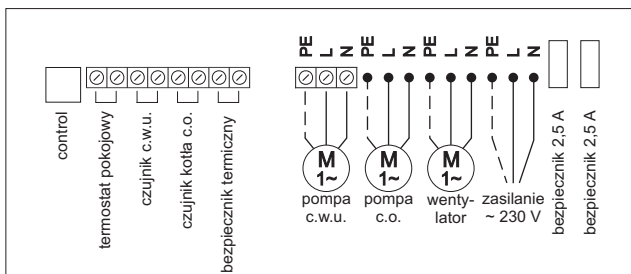 PE L N PE L N PE L N PE L N
control
termostat pokojowy
czujnik c.w.u.
czujnik kotła c.o.
bezpiecznik termiczny
M
1~
pompa
c.w.u.
M
1~
pompa
c.o.
M
1~
wenty-
lator
zasilanie
~ 230 V
bezpiecznik 2,5 A
bezpiecznik 2,5 A